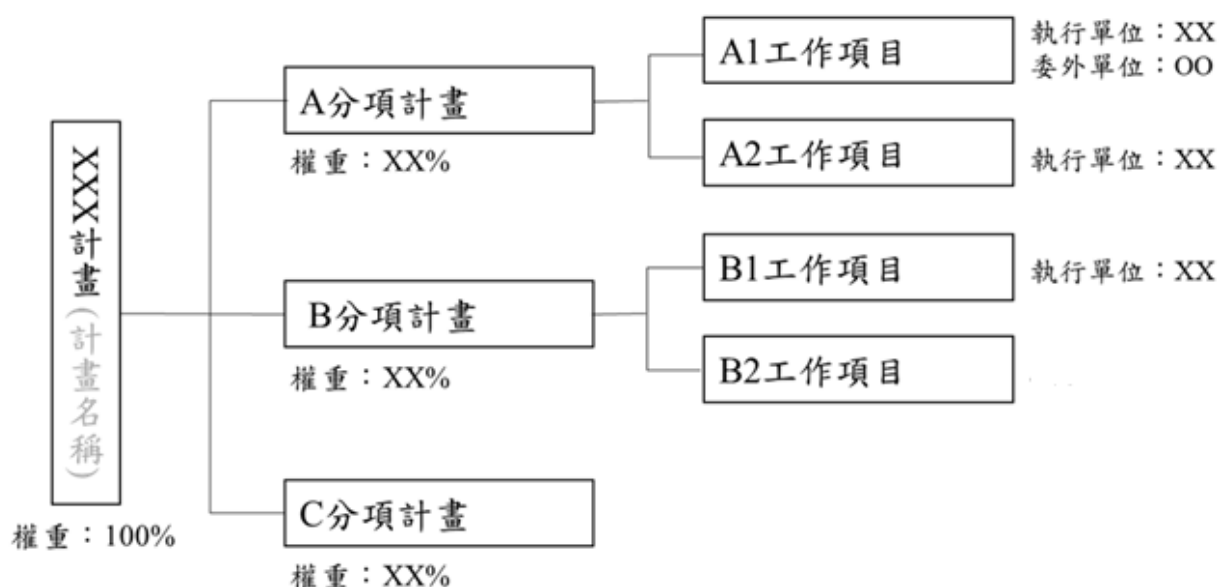 XXX計畫(計畫名稱)
權重：100%
A分項計畫
權重：XX%
A1工作項目
執行單位：XX
委外單位：OO
A2工作項目
執行單位：XX
B分項計畫
權重：XX%
B1工作項目
執行單位：XX
B2工作項目
C分項計畫
權重：XX%